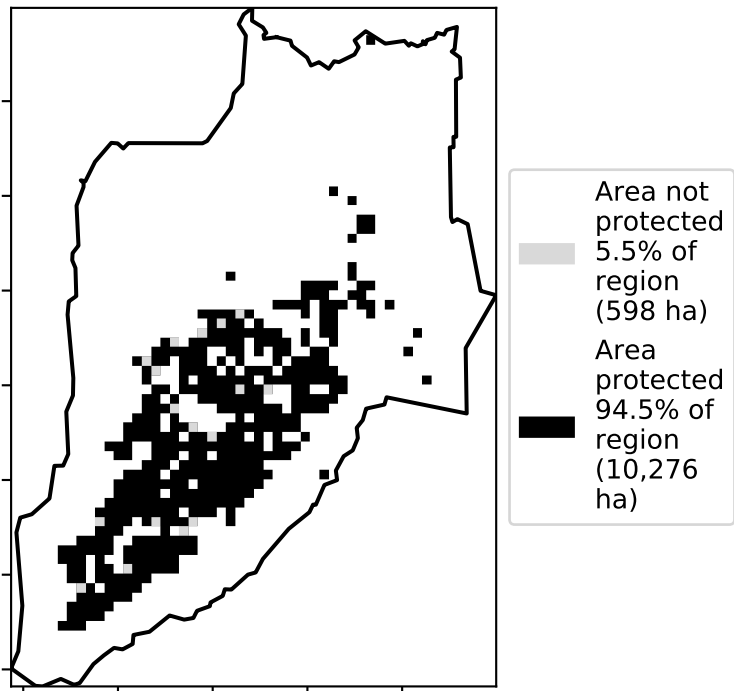 Area not
protected
5.5% of
region
(598 ha)
Area
protected
94.5% of
region
(10,276
ha)